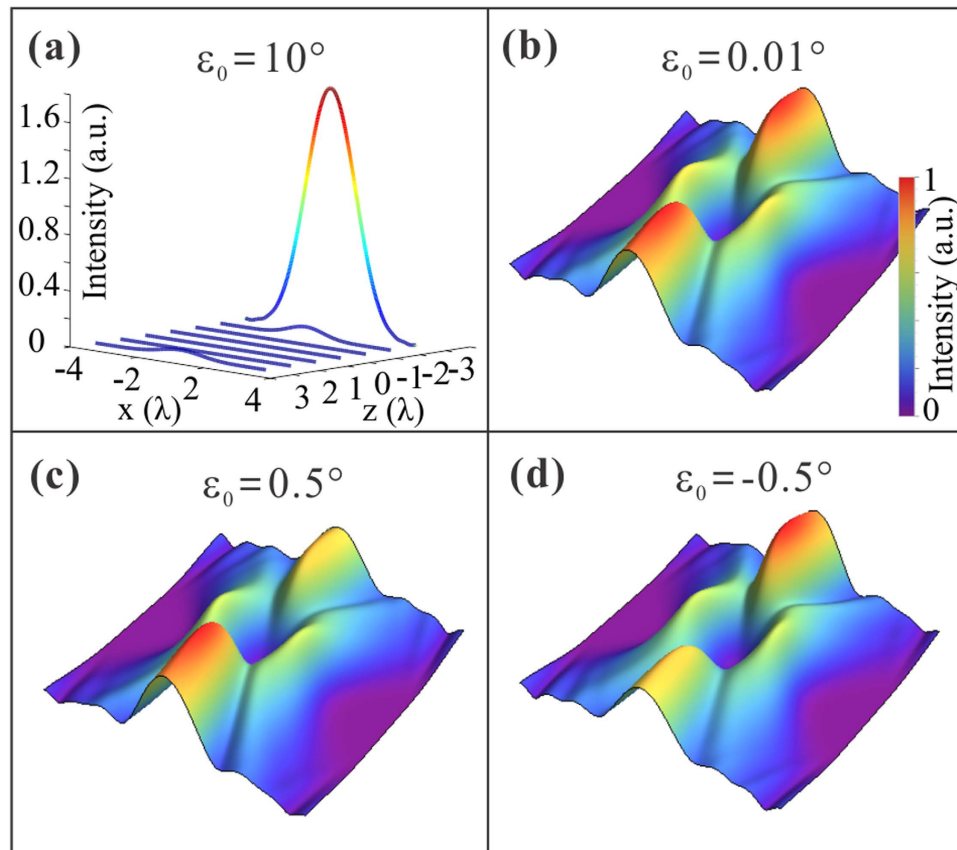 (a)
ε₀ = 10°
Intensity (a.u.)
1.6
1.2
0.8
0.4
0
-4
-2
2
4
x (λ)
3
2
1
0
-1
-2
-3
z (λ)
(b)
ε₀ = 0.01°
1
Intensity (a.u.)
0
(c)
ε₀ = 0.5°
(d)
ε₀ = -0.5°